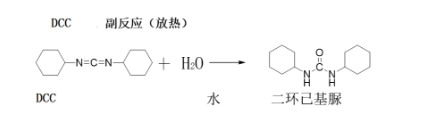 DCC 副反应（放热）
N=C=N + H₂O O
C
N N
H H
DCC 水 二环已基脲